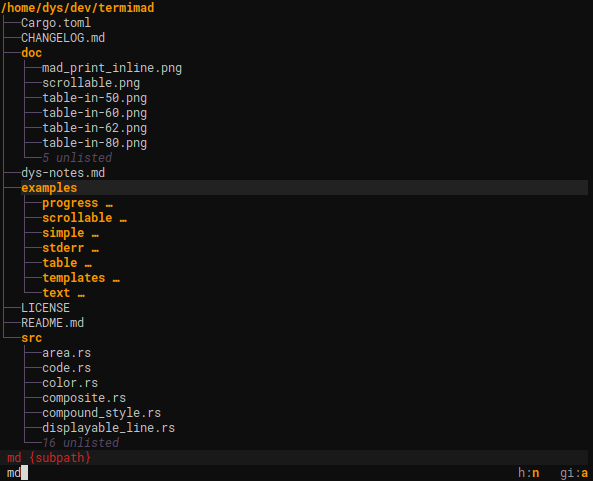 /home/dys/dev/termimad
Cargo.toml
CHANGELOG.md
doc
mad_print_inline.png
scrollable.png
table-in-50.png
table-in-60.png
table-in-62.png
table-in-80.png
5 unlisted
dys-notes.md
examples
progress …
scrollable …
simple …
stderr …
table …
templates …
text …
LICENSE
README.md
src
area.rs
code.rs
color.rs
composite.rs
compound_style.rs
displayable_line.rs
16 unlisted
md {subpath}
md h:n gi:a